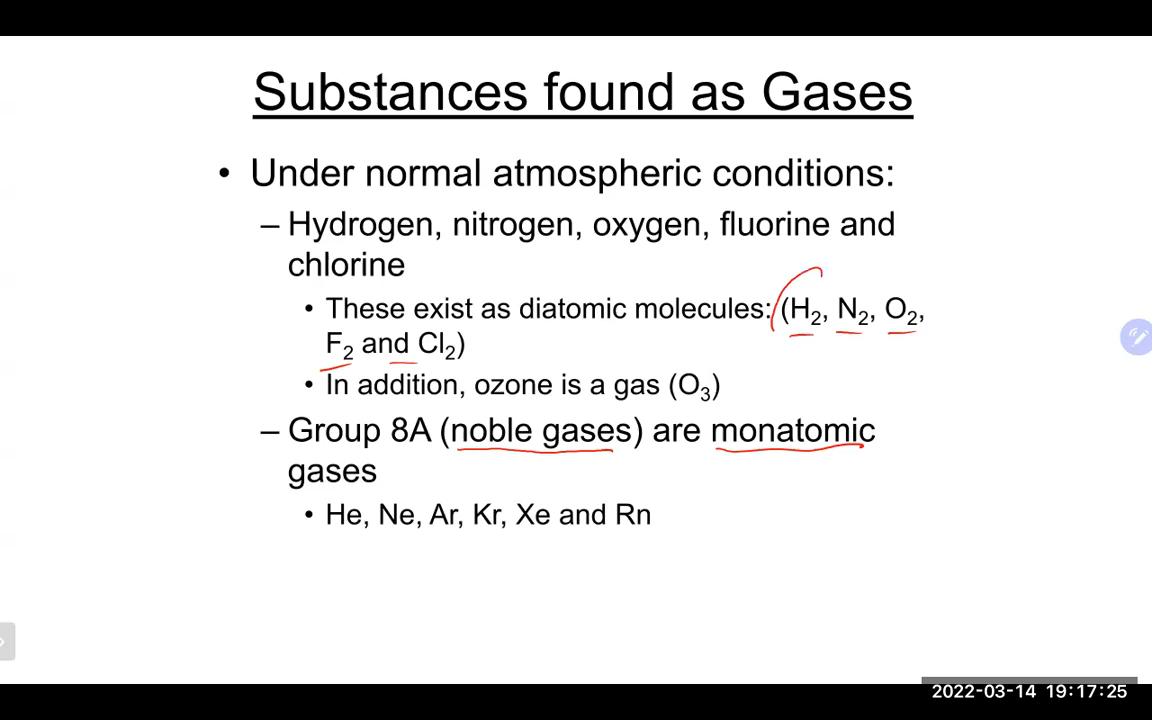 Substances found as Gases
• Under normal atmospheric conditions:
– Hydrogen, nitrogen, oxygen, fluorine and
chlorine
• These exist as diatomic molecules: (H₂, N₂, O₂,
F₂ and Cl₂)
• In addition, ozone is a gas (O₃)
– Group 8A (noble gases) are monatomic
gases
• He, Ne, Ar, Kr, Xe and Rn
2022-03-14 19:17:25